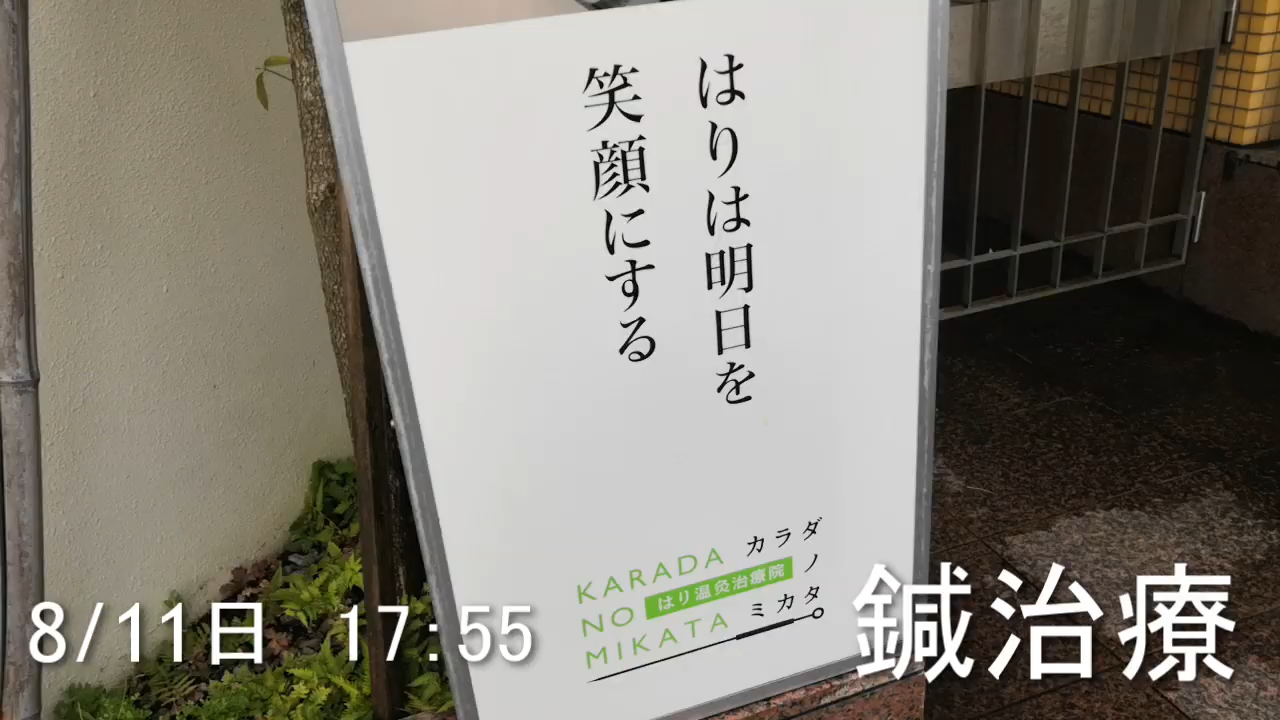 はりは明日を
笑顔にする
KARADA
NO
MIKATA
はり温灸治療院
カラダ
ノ
ミカタ
8/11日 17:55
鍼治療